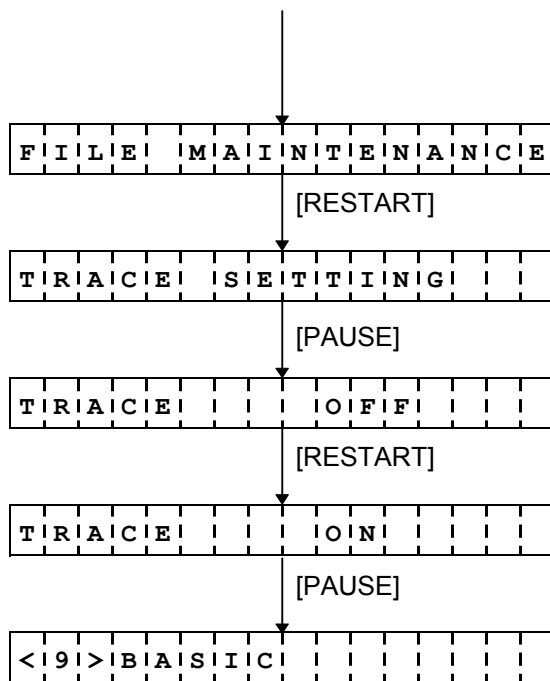 FILE MAINTENANCE
[RESTART]
TRACE SETTING
[PAUSE]
TRACE    OFF
[RESTART]
TRACE    ON
[PAUSE]
<9>BASIC